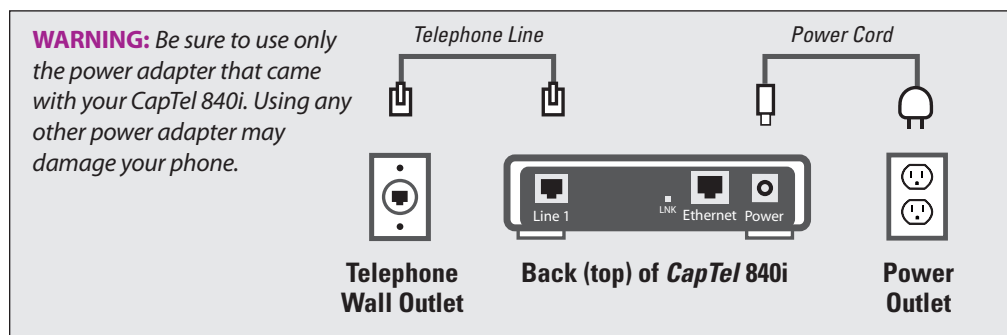 WARNING: Be sure to use only
the power adapter that came
with your CapTel 840i. Using any
other power adapter may
damage your phone.
Telephone Line
Power Cord
Line 1
LNK
Ethernet
Power
Telephone
Wall Outlet
Back (top) of CapTel 840i
Power
Outlet